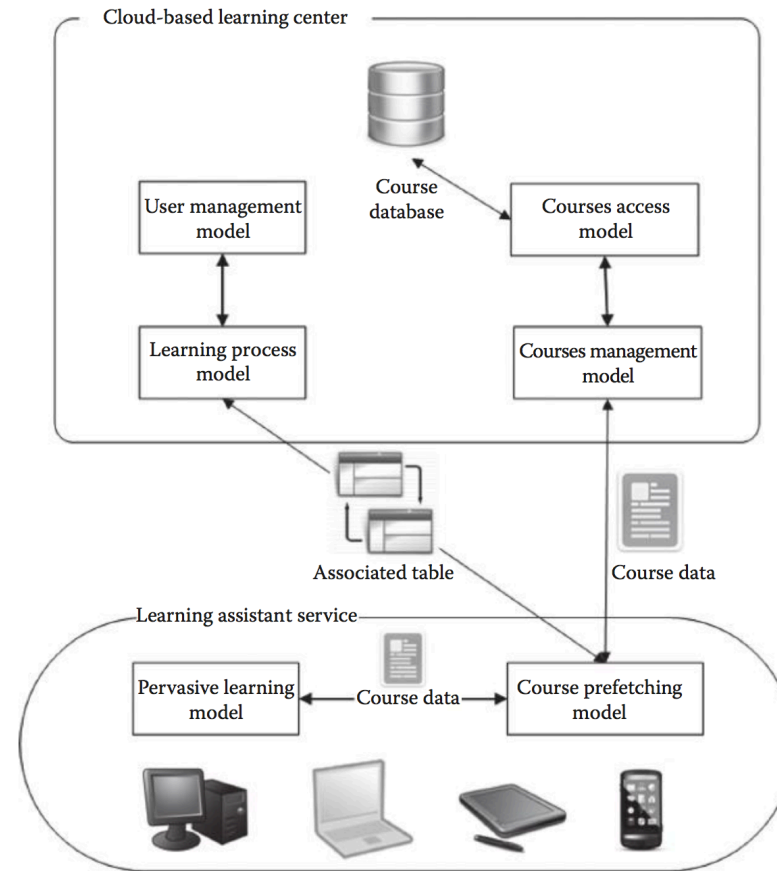 Cloud-based learning center
Course
database
User management
model
Courses access
model
Learning process
model
Courses management
model
Associated table
Course data
Learning assistant service
Pervasive learning
model
Course data
Course prefetching
model